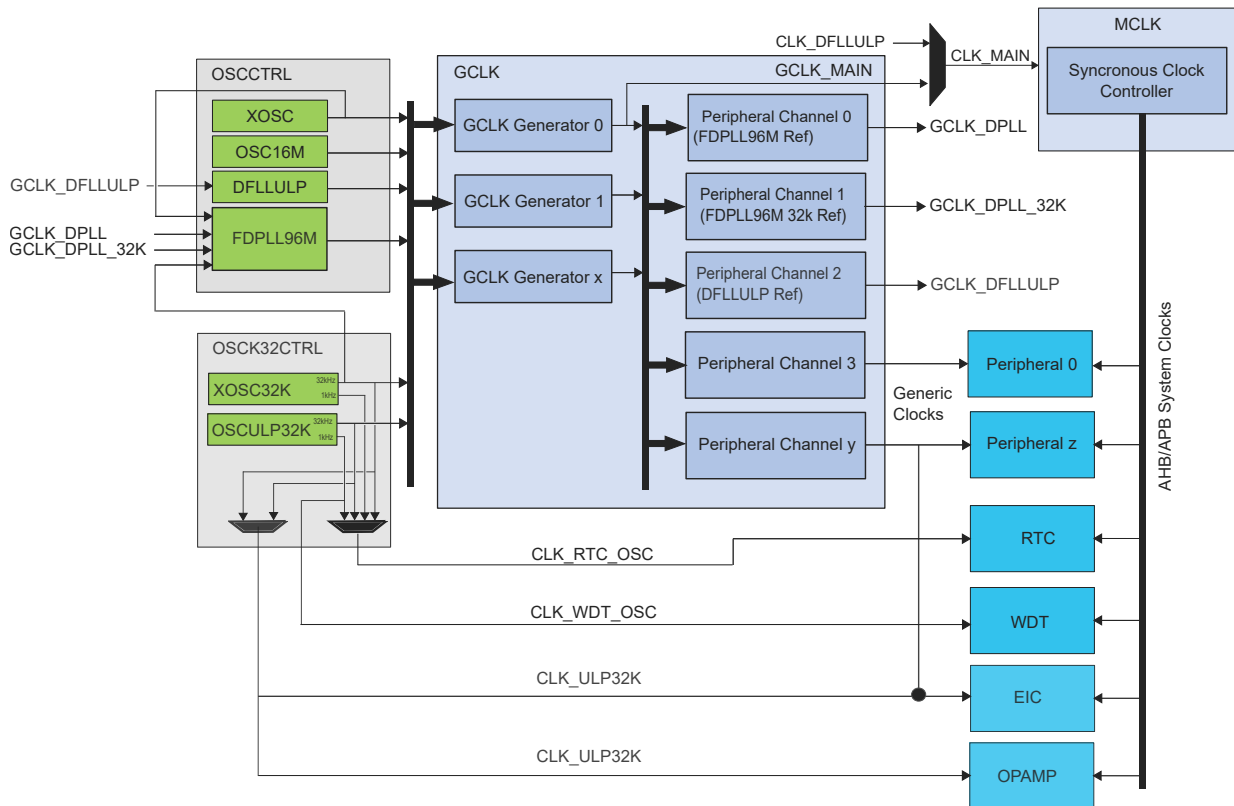 MCLK
Syncronous Clock
Controller
CLK_DFLLULP
CLK_MAIN
GCLK_MAIN
OSCCTRL
XOSC
OSC16M
DFLLULP
FDPLL96M
GCLK_DFLLULP
GCLK_DPLL
GCLK_DPLL_32K
GCLK
GCLK Generator 0
GCLK Generator 1
GCLK Generator x
Peripheral Channel 0
(FDPLL96M Ref)
Peripheral Channel 1
(FDPLL96M 32k Ref)
Peripheral Channel 2
(DFLLULP Ref)
Peripheral Channel 3
Peripheral Channel y
GCLK_DPLL
GCLK_DPLL_32K
GCLK_DFLLULP
Generic
Clocks
OSCK32CTRL
XOSC32K
32kHz
1kHz
OSCULP32K
32kHz
1kHz
Peripheral 0
Peripheral z
AHB/APB System Clocks
CLK_RTC_OSC
RTC
CLK_WDT_OSC
WDT
CLK_ULP32K
EIC
CLK_ULP32K
OPAMP